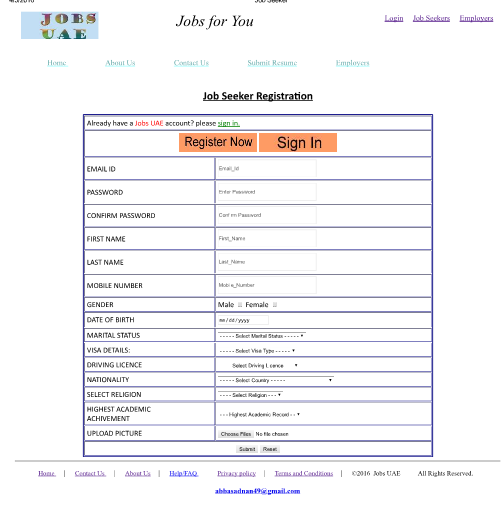 4/5/2016 Job Seeker
JOBS UAE
Jobs for You
Login Job Seekers Employers
Home About Us Contact Us Submit Resume Employers
Job Seeker Registration
Already have a Jobs UAE account? please sign in.
Register Now Sign In
EMAIL ID Email_Id
PASSWORD Enter Password
CONFIRM PASSWORD Confirm Password
FIRST NAME First_Name
LAST NAME Last_Name
MOBILE NUMBER Mobile_Number
GENDER Male Female
DATE OF BIRTH mm/dd/yyyy
MARITAL STATUS - - - - - Select Marital Status - - - - -
VISA DETAILS: - - - - - Select Visa Type - - - - -
DRIVING LICENCE Select Driving Licence
NATIONALITY - - - - - Select Country - - - - -
SELECT RELIGION - - - - Select Religion - - -
HIGHEST ACADEMIC ACHIVEMENT - - - Highest Academic Record - -
UPLOAD PICTURE Choose Files No file chosen
Submit Reset
Home | Contact Us | About Us | Help/FAQ Privacy policy | Terms and Conditions | ©2016 Jobs UAE All Rights Reserved.
abbasadnan49@gmail.com